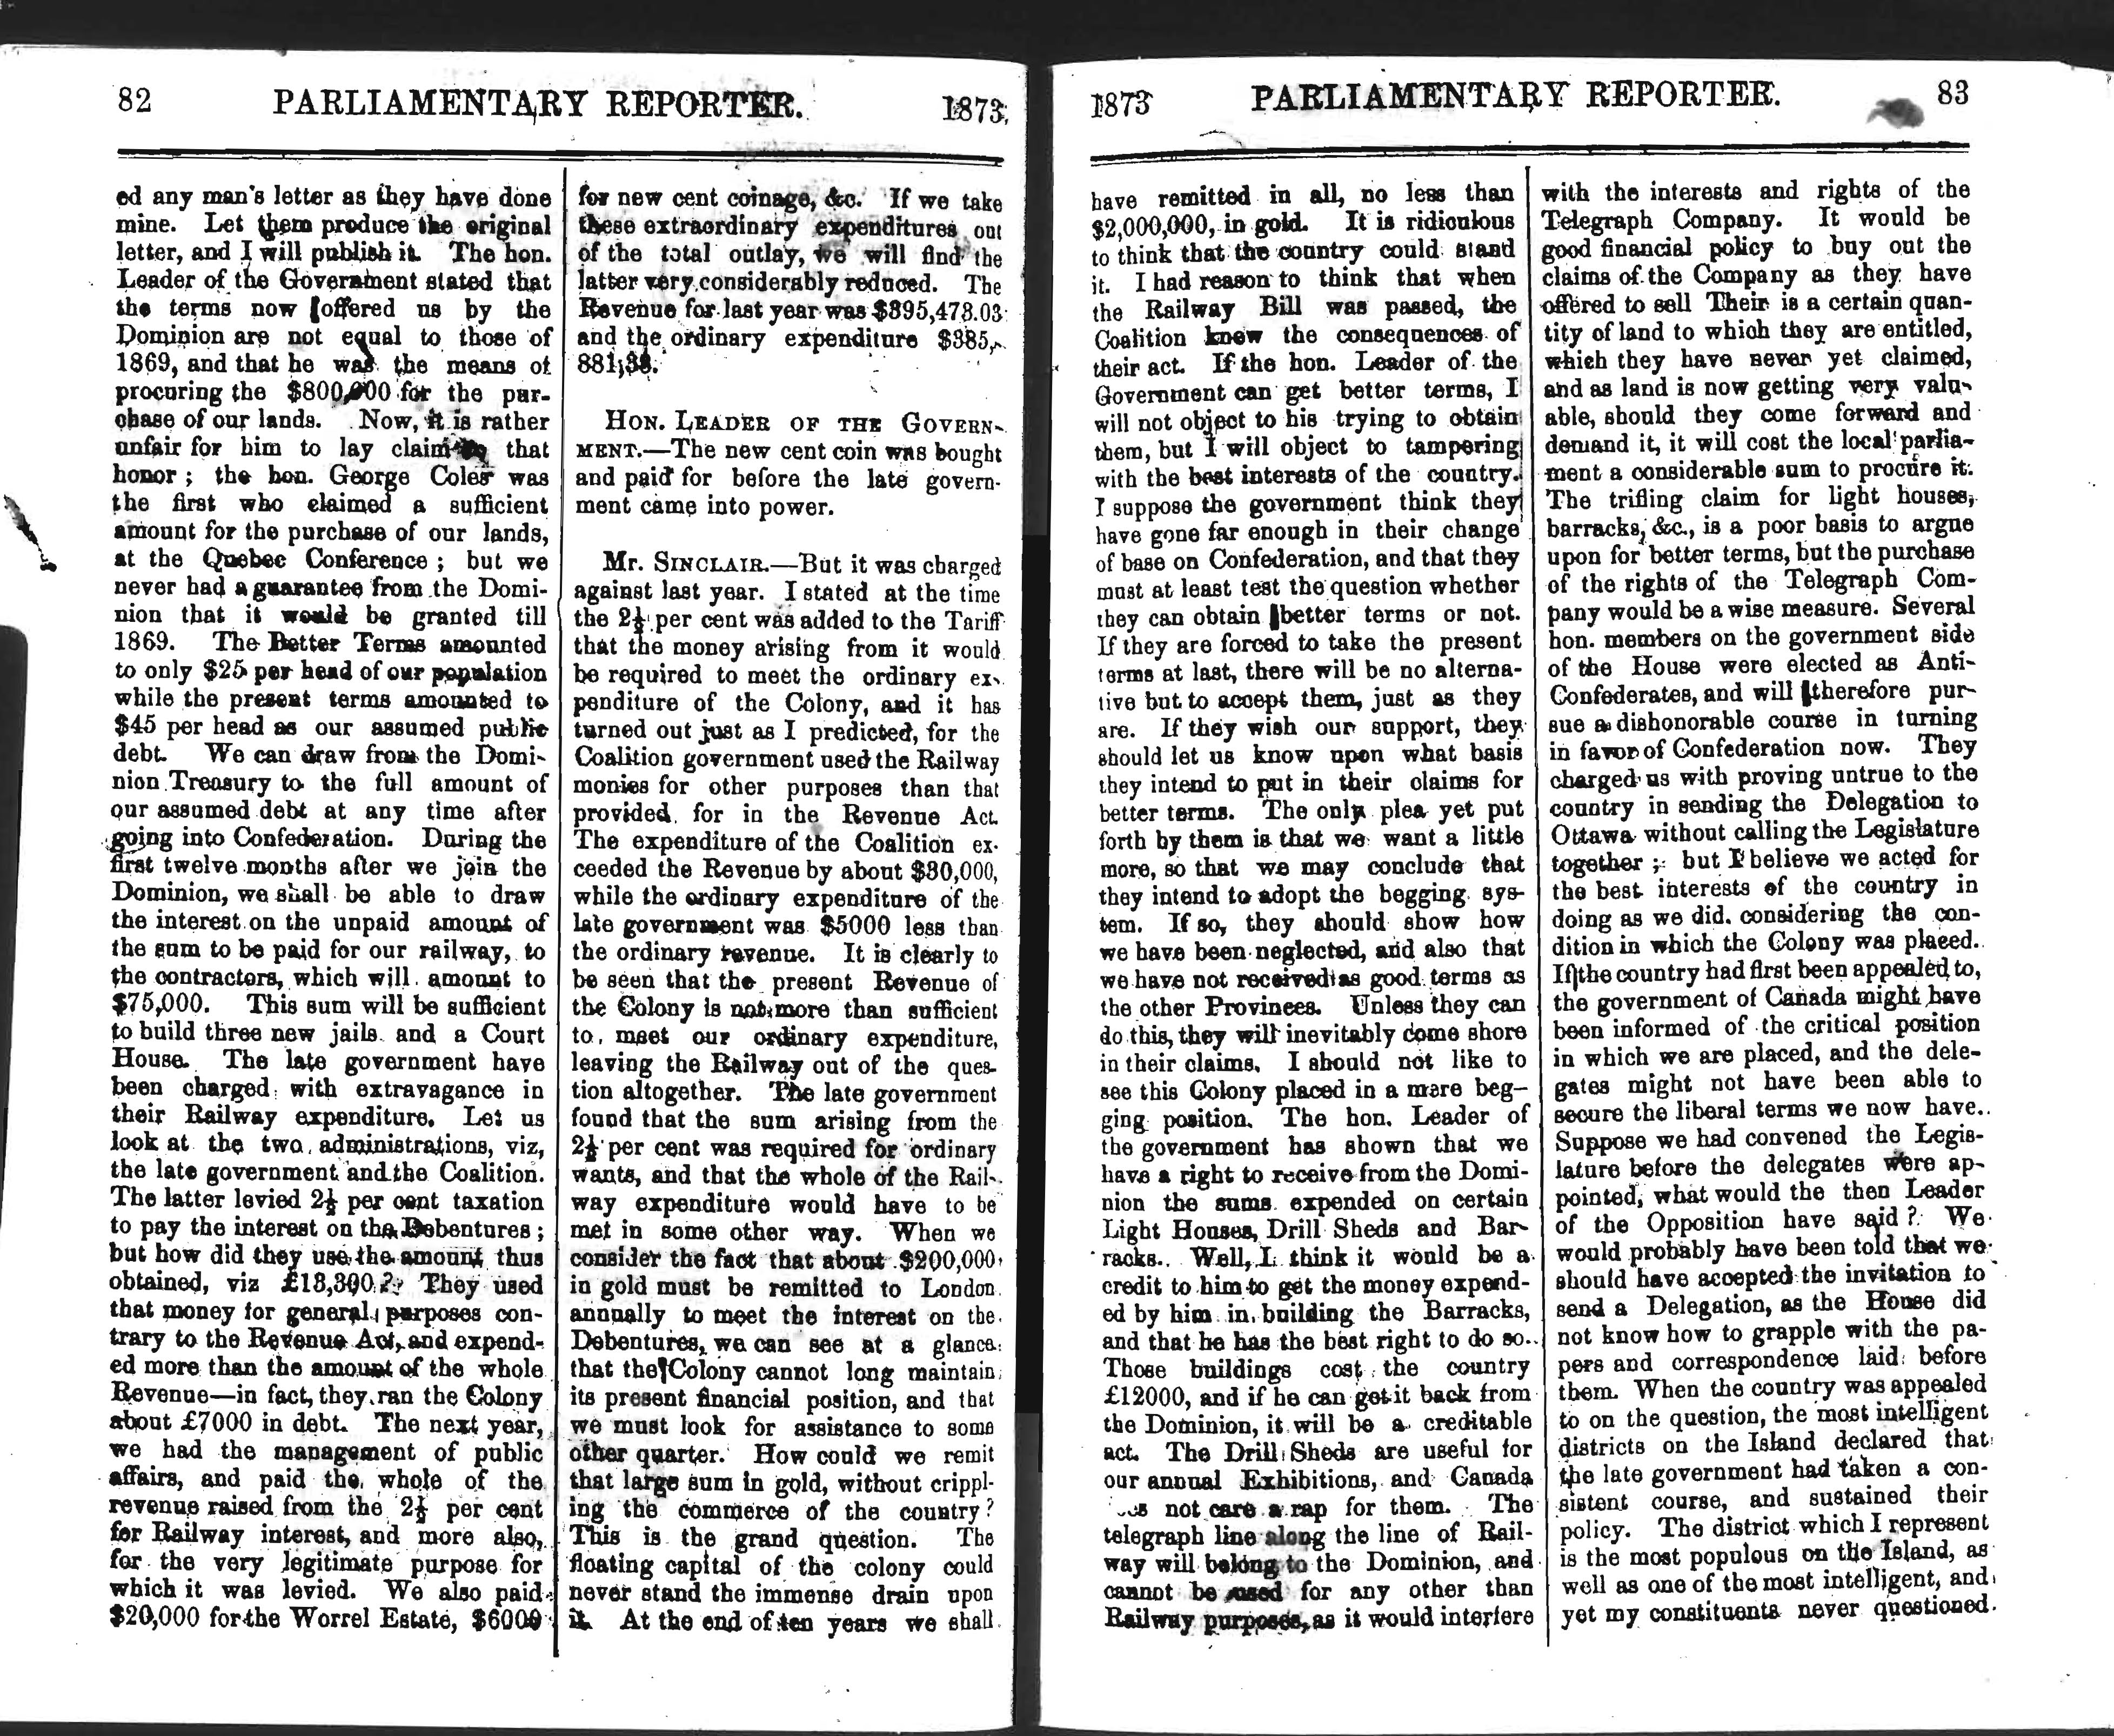 82 PARLIAMENTARY REPORTER. 1873.
ed any man's letter as they have done
mine. Let them produce the original
letter, and I will publish it. The hon.
Leader of the Government stated that
the terms now offered us by the
Dominion are not equal to those of
1869, and that he was the means of
procuring the $800,000 for the pur-
chase of our lands. Now, it is rather
unfair for him to lay claim to that
honor; the hon. George Coles was
the first who claimed a sufficient
amount for the purchase of our lands,
at the Quebec Conference; but we
never had a guarantee from the Domi-
nion that it would be granted till
1869. The Better Terms amounted
to only $25 per head of our population
while the present terms amounted to
$45 per head as our assumed public
debt. We can draw from the Domi-
nion Treasury to the full amount of
our assumed debt at any time after
going into Confederation. During the
first twelve months after we join the
Dominion, we shall be able to draw
the interest on the unpaid amount of
the sum to be paid for our railway, to
the contractors, which will amount to
$75,000. This sum will be sufficient
to build three new jails and a Court
House. The late government have
been charged with extravagance in
their Railway expenditure. Let us
look at the two administrations, viz,
the late government and the Coalition.
The latter levied 2½ per cent taxation
to pay the interest on the Debentures;
but how did they use the amount thus
obtained, viz £13,300? They used
that money for general purposes con-
trary to the Revenue Act, and expend-
ed more than the amount of the whole
Revenue—in fact, they ran the Colony
about £7000 in debt. The next year,
we had the management of public
affairs, and paid the whole of the
revenue raised from the 2½ per cent
for Railway interest, and more also,
for the very legitimate purpose for
which it was levied. We also paid
$20,000 for the Worrel Estate, $6000
for new cent coinage, &c. If we take
these extraordinary expenditures out
of the total outlay, we will find the
latter very considerably reduced. The
Revenue for last year was $395,473.03
and the ordinary expenditure $385,-
881,38.
HON. LEADER OF THE GOVERN-
MENT.—The new cent coin was bought
and paid for before the late govern-
ment came into power.
Mr. SINCLAIR.—But it was charged
against last year. I stated at the time
the 2½ per cent was added to the Tariff
that the money arising from it would
be required to meet the ordinary ex-
penditure of the Colony, and it has
turned out just as I predicted, for the
Coalition government used the Railway
monies for other purposes than that
provided for in the Revenue Act.
The expenditure of the Coalition ex-
ceeded the Revenue by about $30,000,
while the ordinary expenditure of the
late government was $5000 less than
the ordinary revenue. It is clearly to
be seen that the present Revenue of
the Colony is not more than sufficient
to meet our ordinary expenditure,
leaving the Railway out of the ques-
tion altogether. The late government
found that the sum arising from the
2½ per cent was required for ordinary
wants, and that the whole of the Rail-
way expenditure would have to be
met in some other way. When we
consider the fact that about $200,000
in gold must be remitted to London
annually to meet the interest on the
Debentures, we can see at a glance
that the Colony cannot long maintain
its present financial position, and that
we must look for assistance to some
other quarter. How could we remit
that large sum in gold, without crippl-
ing the commerce of the country?
This is the grand question. The
floating capital of the colony could
never stand the immense drain upon
it. At the end of ten years we shall
1873 PARLIAMENTARY REPORTER. 83
have remitted in all, no less than
$2,000,000, in gold. It is ridiculous
to think that the country could stand
it. I had reason to think that when
the Railway Bill was passed, the
Coalition knew the consequences of
their act. If the hon. Leader of the
Government can get better terms, I
will not object to his trying to obtain
them, but I will object to tampering
with the best interests of the country.
I suppose the government think they
have gone far enough in their change
of base on Confederation, and that they
must at least test the question whether
they can obtain better terms or not.
If they are forced to take the present
terms at last, there will be no alterna-
tive but to accept them, just as they
are. If they wish our support, they
should let us know upon what basis
they intend to put in their claims for
better terms. The only plea yet put
forth by them is that we want a little
more, so that we may conclude that
they intend to adopt the begging sys-
tem. If so, they should show how
we have been neglected, and also that
we have not received as good terms as
the other Provinces. Unless they can
do this, they will inevitably come shore
in their claims. I should not like to
see this Colony placed in a mere beg-
ging position. The hon. Leader of
the government has shown that we
have a right to receive from the Domi-
nion the sums expended on certain
Light Houses, Drill Sheds and Bar-
racks. Well, I think it would be a
credit to him to get the money expend-
ed by him in building the Barracks,
and that he has the best right to do so.
Those buildings cost the country
£12000, and if he can get it back from
the Dominion, it will be a creditable
act. The Drill Sheds are useful for
our annual Exhibitions, and Canada
not care a rap for them. The
telegraph line along the line of Rail-
way will belong to the Dominion, and
cannot be used for any other than
Railway purposes, as it would interfere
with the interests and rights of the
Telegraph Company. It would be
good financial policy to buy out the
claims of the Company as they have
offered to sell Their is a certain quan-
tity of land to which they are entitled,
which they have never yet claimed,
and as land is now getting very valu-
able, should they come forward and
demand it, it will cost the local parlia-
ment a considerable sum to procure it.
The trifling claim for light houses,
barracks, &c., is a poor basis to argue
upon for better terms, but the purchase
of the rights of the Telegraph Com-
pany would be a wise measure. Several
hon. members on the government side
of the House were elected as Anti-
Confederates, and will therefore pur-
sue a dishonorable course in turning
in favor of Confederation now. They
charged us with proving untrue to the
country in sending the Delegation to
Ottawa without calling the Legislature
together; but I believe we acted for
the best interests of the country in
doing as we did. considering the con-
dition in which the Colony was placed.
If the country had first been appealed to,
the government of Canada might have
been informed of the critical position
in which we are placed, and the dele-
gates might not have been able to
secure the liberal terms we now have..
Suppose we had convened the Legis-
lature before the delegates were ap-
pointed, what would the then Leader
of the Opposition have said? We
would probably have been told that we
should have accepted the invitation to
send a Delegation, as the House did
not know how to grapple with the pa-
pers and correspondence laid before
them. When the country was appealed
to on the question, the most intelligent
districts on the Island declared that
the late government had taken a con-
sistent course, and sustained their
policy. The district which I represent
is the most populous on the Island, as
well as one of the most intelligent, and
yet my constituents never questioned